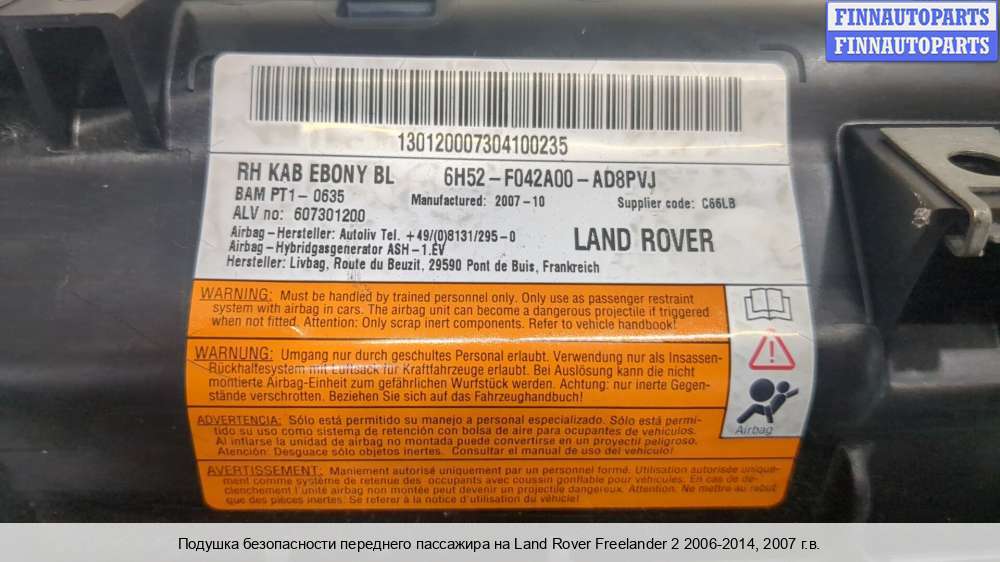 FINNAUTOPARTS
FINNAUTOPARTS
130120007304100235
RH KAB EBONY BL 6H52-F042A00-AD8PVJ
BAM PT1-0635 Manufactured: 2007-10 Supplier code: C66LB
ALV no: 607301200
Airbag-Hersteller: Autoliv Tel. +49/(0)8131/295-0
LAND ROVER
Airbag-Hybridgasgenerator ASH-1.EV
Hersteller: Livbag, Route du Beuzit, 29590 Pont de Buis, Frankreich
WARNING: Must be handled by trained personnel only. Only use as passenger restraint
system with airbag in cars. The airbag unit can become a dangerous projectile if triggered
when not fitted. Attention: Only scrap inert components. Refer to vehicle handbook!
WARNUNG: Umgang nur durch geschultes Personal erlaubt. Verwendung nur als Insassen-
Rückhaltesystem mit Luftsack für Kraftfahrzeuge erlaubt. Bei Auslösung kann die nicht
montierte Airbag-Einheit zum gefährlichen Wurfstück werden. Achtung: nur inerte Gegen-
stände verschrotten. Beziehen Sie sich auf das Fahrzeughandbuch!
ADVERTENCIA: Sólo está permitido su manejo a personal especializado. Sólo está permi-
tido su uso como sistema de retención con bolsa de aire para ocupantes de vehículos.
Al inflarse la unidad de airbag no montada puede convertirse en un proyectil peligroso.
Atención: Desguace sólo objetos inertes. Consultar el manual de uso del vehículo!
Airbag
AVERTISSEMENT: Maniement autorisé uniquement par un personnel formé. Utilisation autorisée unique-
ment comme système de retenue des occupants avec coussin gonflable pour véhicules. En cas de de-
clenchement l'unité airbag non montée peut devenir un projectile dangereux. Attention. Ne mettre au rebut
que des pièces inertes. Se referer à la notice d'utilisation du véhicule!
Подушка безопасности переднего пассажира на Land Rover Freelander 2 2006-2014, 2007 г.в.